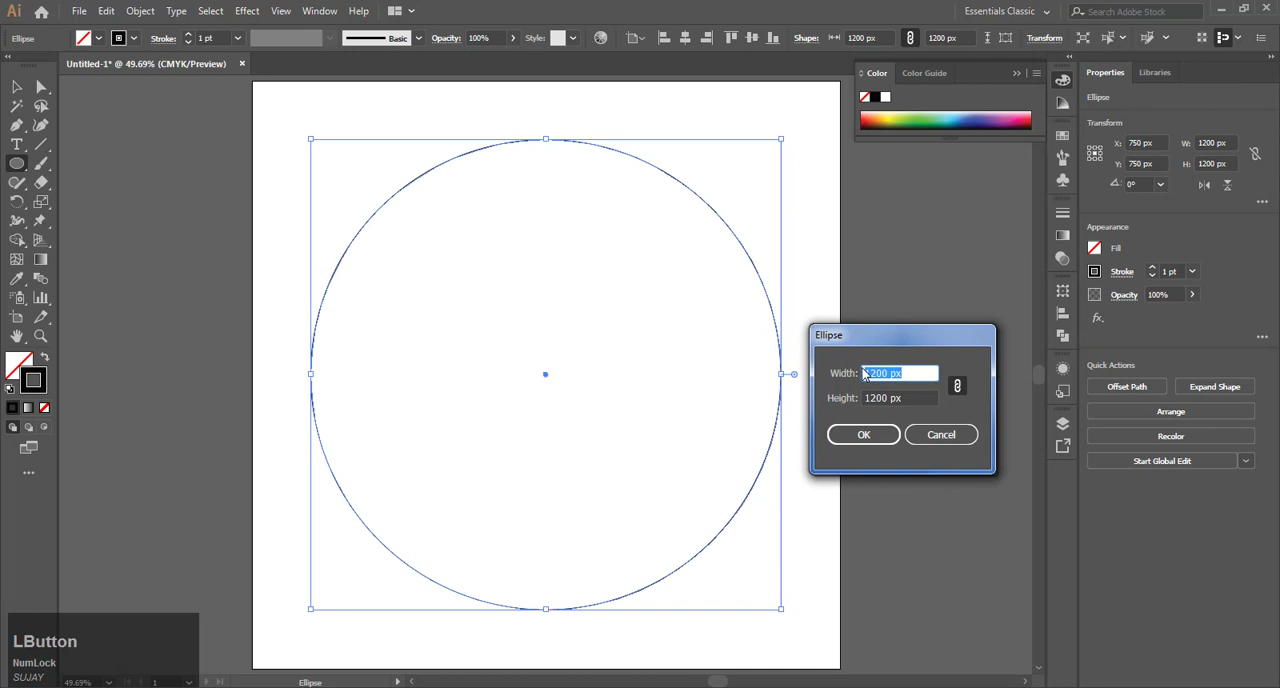 Ai File Edit Object Type Select Effect View Window Help Essentials Classic Search Adobe Stock
Ellipse Stroke: 1 pt Basic Opacity: 100% Style: Shape: 1200 px 1200 px Transform
Untitled-1* @ 49.69% (CMYK/Preview) ×
Color Color Guide
Properties Libraries
Ellipse
Transform
X: 750 px W: 1200 px
Y: 750 px H: 1200 px
0°
Appearance
Fill
Stroke 1 pt
Opacity 100%
fx.
Quick Actions
Offset Path Expand Shape
Arrange
Recolor
Start Global Edit
Ellipse
Width: 1200 px
Height: 1200 px
OK Cancel
LButton
NumLock
SUJAY
49.69% 1 Ellipse